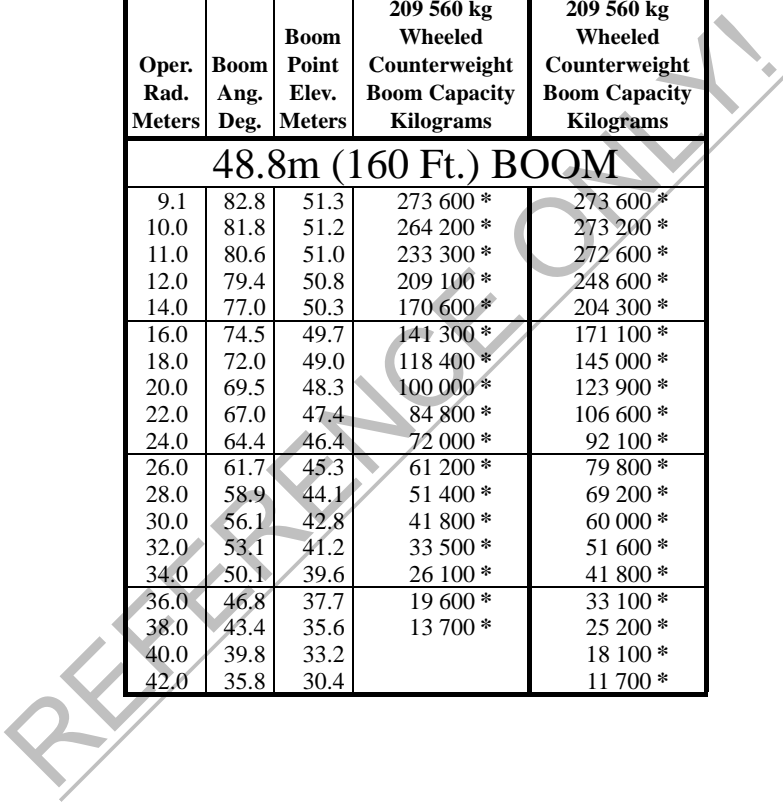 209 560 kg 209 560 kg
Boom Wheeled Wheeled
Oper. Boom Point Counterweight Counterweight
Rad. Ang. Elev. Boom Capacity Boom Capacity
Meters Deg. Meters Kilograms Kilograms
48.8m (160 Ft.) BOOM
9.1 82.8 51.3 273 600 * 273 600 *
10.0 81.8 51.2 264 200 * 273 200 *
11.0 80.6 51.0 233 300 * 272 600 *
12.0 79.4 50.8 209 100 * 248 600 *
14.0 77.0 50.3 170 600 * 204 300 *
16.0 74.5 49.7 141 300 * 171 100 *
18.0 72.0 49.0 118 400 * 145 000 *
20.0 69.5 48.3 100 000 * 123 900 *
22.0 67.0 47.4 84 800 * 106 600 *
24.0 64.4 46.4 72 000 * 92 100 *
26.0 61.7 45.3 61 200 * 79 800 *
28.0 58.9 44.1 51 400 * 69 200 *
30.0 56.1 42.8 41 800 * 60 000 *
32.0 53.1 41.2 33 500 * 51 600 *
34.0 50.1 39.6 26 100 * 41 800 *
36.0 46.8 37.7 19 600 * 33 100 *
38.0 43.4 35.6 13 700 * 25 200 *
40.0 39.8 33.2 18 100 *
42.0 35.8 30.4 11 700 *
REFERENCE ONLY!